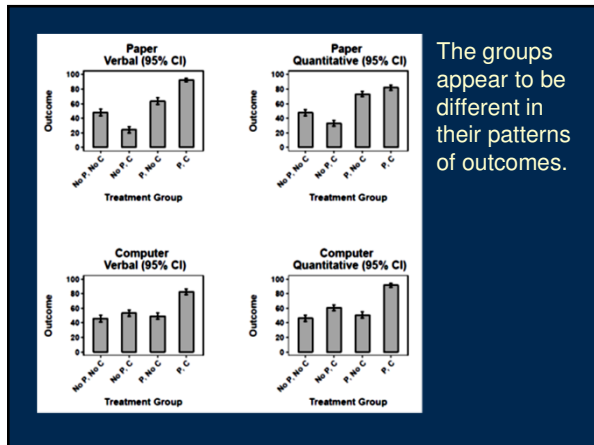 Paper
Verbal (95% CI)
100
80
60
40
20
0
Outcome
No P, No C
No P, C
P, No C
P, C
Treatment Group
Paper
Quantitative (95% CI)
100
80
60
40
20
0
Outcome
No P, No C
No P, C
P, No C
P, C
Treatment Group
The groups
appear to be
different in
their patterns
of outcomes.
Computer
Verbal (95% CI)
100
80
60
40
20
0
Outcome
No P, No C
No P, C
P, No C
P, C
Treatment Group
Computer
Quantitative (95% CI)
100
80
60
40
20
0
Outcome
No P, No C
No P, C
P, No C
P, C
Treatment Group